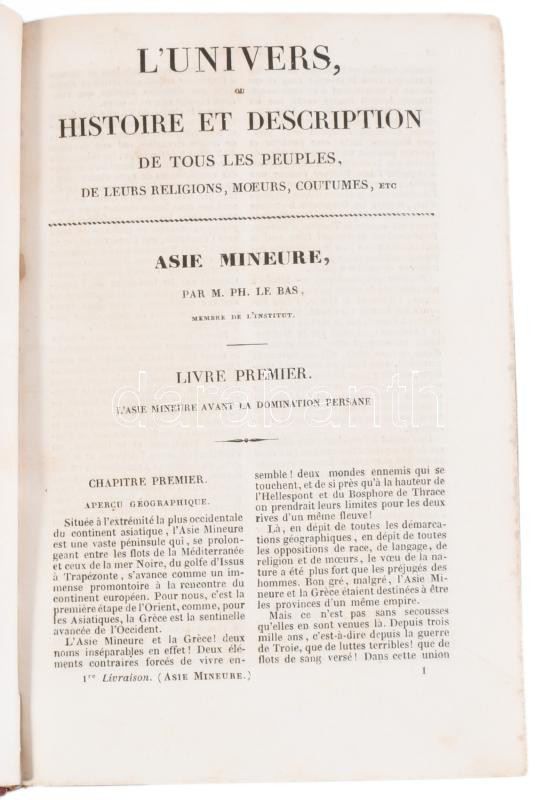 L'UNIVERS,
OU
HISTOIRE ET DESCRIPTION
DE TOUS LES PEUPLES,
DE LEURS RELIGIONS, MOEURS, COUTUMES, ETC
ASIE MINEURE,
PAR M. PH. LE BAS,
MEMBRE DE L'INSTITUT.
LIVRE PREMIER.
L'ASIE MINEURE AVANT LA DOMINATION PERSANE
darabanth
CHAPITRE PREMIER.
APERÇU GÉOGRAPHIQUE.
Située à l'extrémité la plus occidentale
du continent asiatique, l'Asie Mineure
est une vaste péninsule qui, se prolon-
geant entre les flots de la Méditerranée
et ceux de la mer Noire, du golfe d'Issus
à Trapézonte, s'avance comme un im-
mense promontoire à la rencontre du
continent européen. Pour nous, c'est la
première étape de l'Orient, comme, pour
les Asiatiques, la Grèce est la sentinelle
avancée de l'Occident.
L'Asie Mineure et la Grèce! deux
noms inséparables en effet! Deux élé-
ments contraires forcés de vivre en-
semble! deux mondes ennemis qui se
touchent, et de si près qu'à la hauteur de
l'Hellespont et du Bosphore de Thrace
on prendrait leurs limites pour les deux
rives d'un même fleuve!
Là, en dépit de toutes les démarca-
tions géographiques, en dépit de toutes
les oppositions de race, de langage, de
religion et de mœurs, le vœu de la na-
ture a été plus fort que les préjugés des
hommes. Bon gré, malgré, l'Asie Mi-
neure et la Grèce étaient destinées à être
les provinces d'un même empire.
Mais ce n'est pas sans secousses
qu'elles en sont venues là. Depuis trois
mille ans, c'est-à-dire depuis la guerre
de Troie, que de luttes terribles! que de
flots de sang versé! Dans cette union
1re Livraison. (ASIE MINEURE.)
1